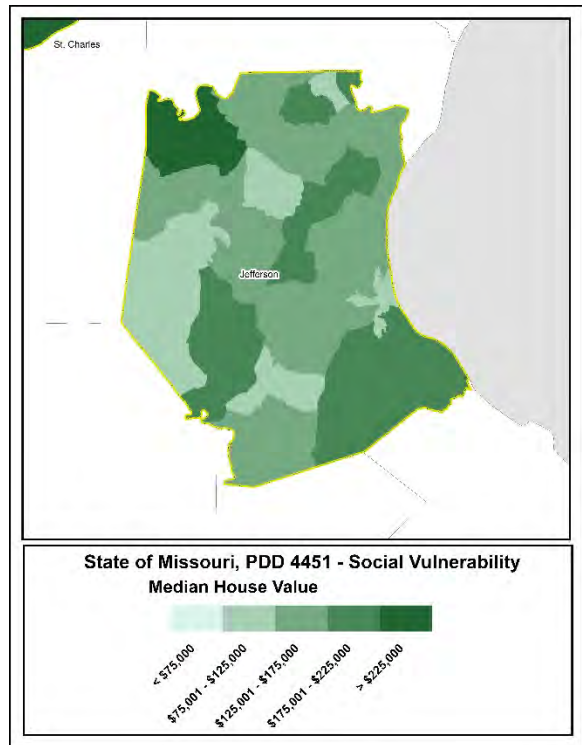 St. Charles
Jefferson
State of Missouri, PDD 4451 - Social Vulnerability
Median House Value
< $75,000
$75,001 - $125,000
$125,001 - $175,000
$175,001 - $225,000
> $225,000